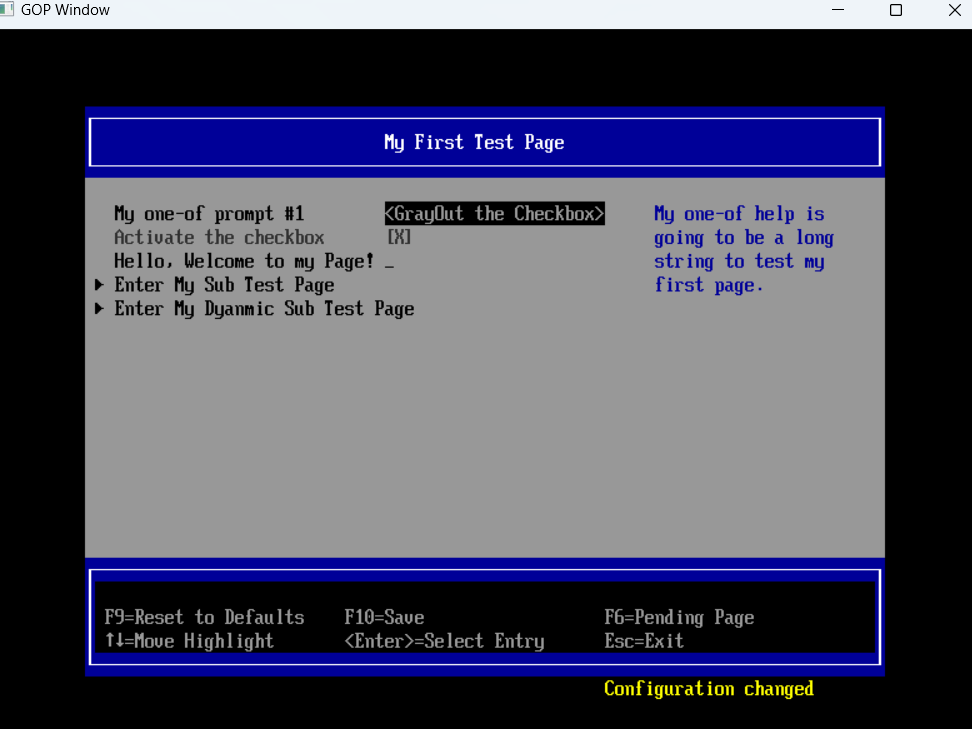 GOP Window
My First Test Page
My one-of prompt #1 <GrayOut the Checkbox> My one-of help is
Activate the checkbox [X] going to be a long
Hello, Welcome to my Page! _ string to test my
▶ Enter My Sub Test Page first page.
▶ Enter My Dyanmic Sub Test Page
F9=Reset to Defaults F10=Save F6=Pending Page
↑↓=Move Highlight <Enter>=Select Entry Esc=Exit
Configuration changed